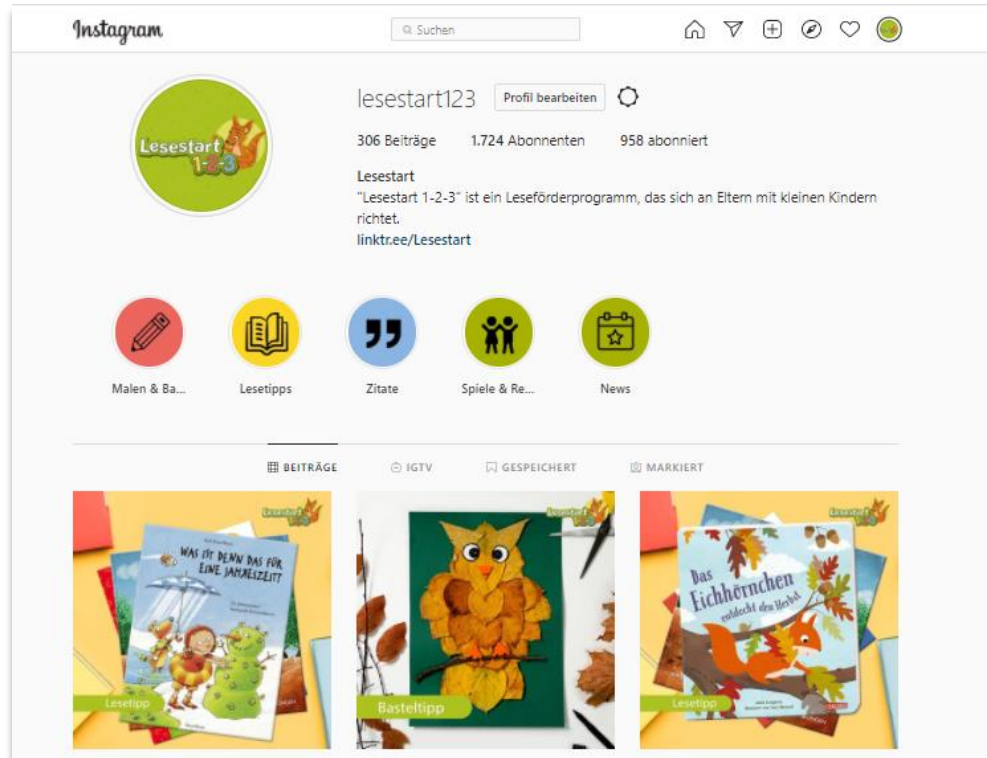 Instagram
Suchen
Lesestart
1-2-3
lesestart123 Profil bearbeiten
306 Beiträge 1.724 Abonnenten 958 abonniert
Lesestart
"Lesestart 1-2-3" ist ein Leseförderprogramm, das sich an Eltern mit kleinen Kindern
richtet.
linktr.ee/Lesestart
Malen & Ba... Lesetipps Zitate Spiele & Re... News
BEITRÄGE IGTV GESPEICHERT MARKIERT
Lesestart
1-2-3
WAS IST DENN DAS FÜR
EINE JAHRESZEIT?
Lesetipp
Lesestart
1-2-3
Basteltipp
Lesestart
1-2-3
Das
Eichhörnchen
entdeckt den Herbst
Lesetipp